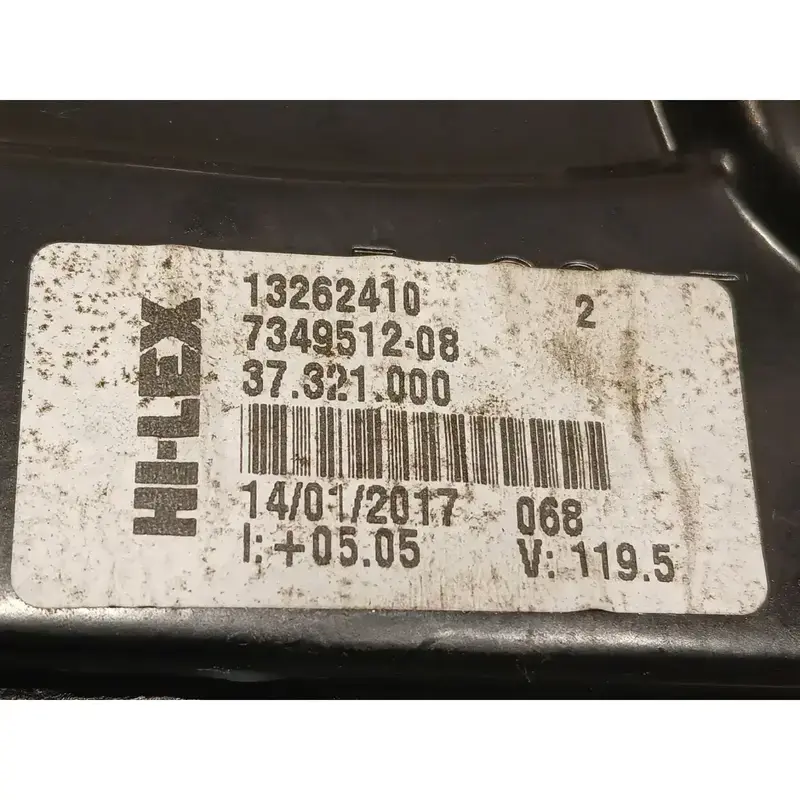 HI-LEX
13262410 2
7349512-08
37.321.000
14/01/2017 068
I: +05.05 V: 119.5